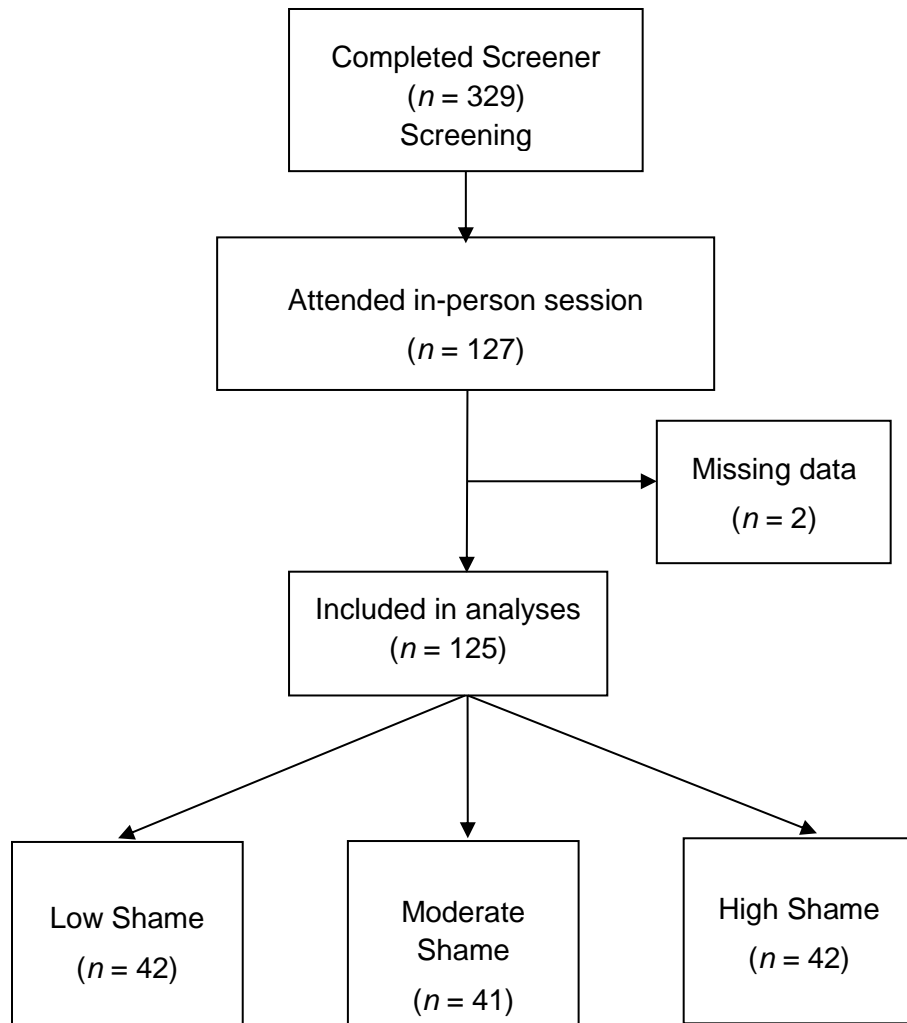 Completed Screener
(n = 329)
Screening
Attended in-person session
(n = 127)
Missing data
(n = 2)
Included in analyses
(n = 125)
Low Shame
(n = 42)
Moderate
Shame
(n = 41)
High Shame
(n = 42)